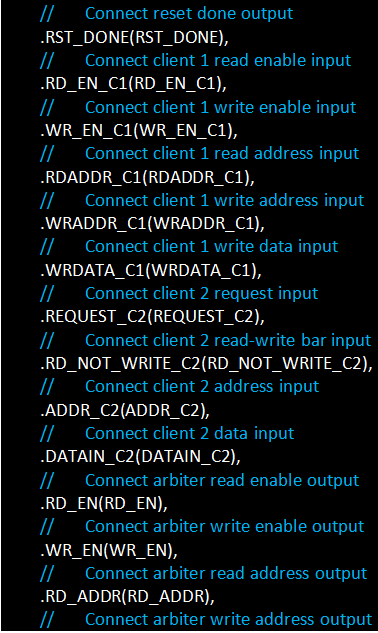 //	Connect reset done output
.RST_DONE(RST_DONE),
//	Connect client 1 read enable input
.RD_EN_C1(RD_EN_C1),
//	Connect client 1 write enable input
.WR_EN_C1(WR_EN_C1),
//	Connect client 1 read address input
.RDADDR_C1(RDADDR_C1),
//	Connect client 1 write address input
.WRADDR_C1(WRADDR_C1),
//	Connect client 1 write data input
.WRDATA_C1(WRDATA_C1),
//	Connect client 2 request input
.REQUEST_C2(REQUEST_C2),
//	Connect client 2 read-write bar input
.RD_NOT_WRITE_C2(RD_NOT_WRITE_C2),
//	Connect client 2 address input
.ADDR_C2(ADDR_C2),
//	Connect client 2 data input
.DATAIN_C2(DATAIN_C2),
//	Connect arbiter read enable output
.RD_EN(RD_EN),
//	Connect arbiter write enable output
.WR_EN(WR_EN),
//	Connect arbiter read address output
.RD_ADDR(RD_ADDR),
//	Connect arbiter write address output